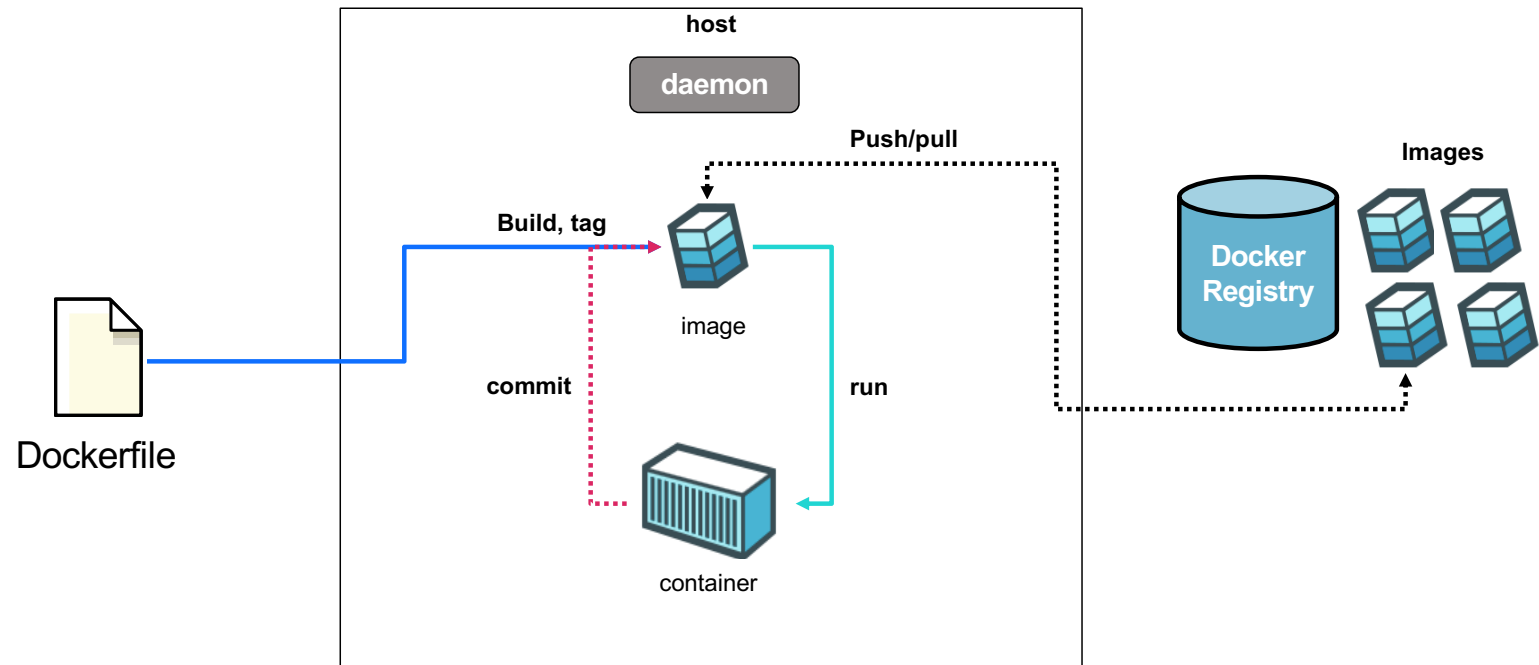 host
daemon
Push/pull
Images
Build, tag
Docker
Registry
image
commit
run
Dockerfile
container